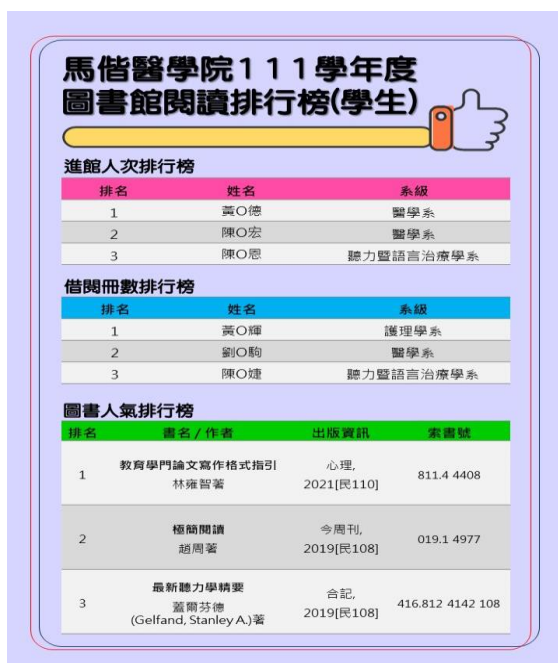 馬偕醫學院111學年度
圖書館閱讀排行榜(學生)
進館人次排行榜
排名 姓名 系級
1 黃O德 醫學系
2 陳O宏 醫學系
3 陳O恩 聽力暨語言治療學系
借閱冊數排行榜
排名 姓名 系級
1 黃O輝 護理學系
2 劉O駒 醫學系
3 陳O婕 聽力暨語言治療學系
圖書人氣排行榜
排名 書名/作者 出版資訊 索書號
1 教育學門論文寫作格式指引 林雍智著 心理, 2021[民110] 811.4 4408
2 極簡閱讀 趙周著 今周刊, 2019[民108] 019.1 4977
3 最新聽力學精要 蓋爾芬德 (Gelfand, Stanley A.)著 合記, 2019[民108] 416.812 4142 108